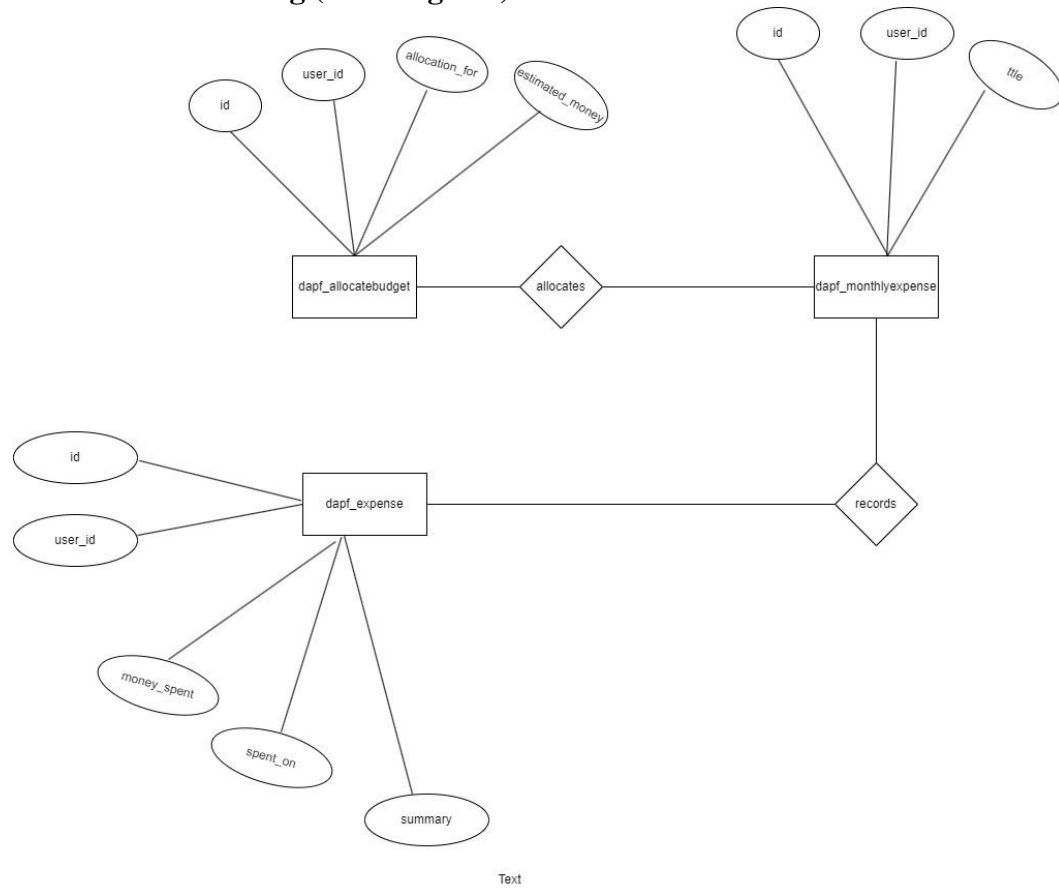 id
user_id
allocation_for
estimated_money
id
user_id
ttle
dapf_allocatebudget
allocates
dapf_monthlyexpense
id
user_id
dapf_expense
records
money_spent
spent_on
summary
Text